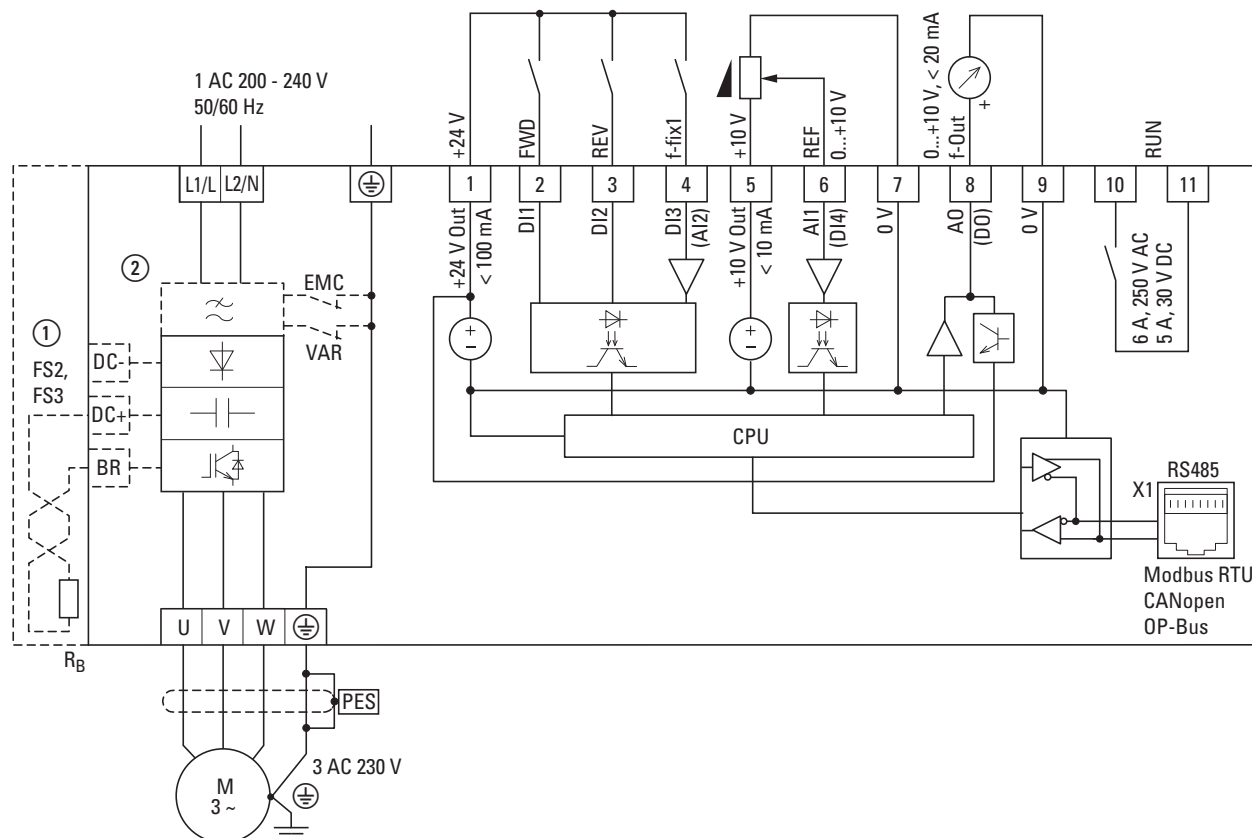 1 AC 200 - 240 V
50/60 Hz
+24 V
FWD
REV
f-fix1
+10 V
REF
0...+10 V
0...+10 V, < 20 mA
f-Out
+
RUN
L1/L
L2/N
1
2
3
4
5
6
7
8
9
10
11
+24 V Out
< 100 mA
DI1
DI2
DI3
(AI2)
+10 V Out
< 10 mA
AI1
(DI4)
0 V
AO
(DO)
0 V
6 A, 250 V AC
5 A, 30 V DC
2
EMC
VAR
1
FS2,
FS3
DC-
DC+
BR
+
−
+
−
CPU
X1
RS485
Modbus RTU
CANopen
OP-Bus
U
V
W
RB
PES
3 AC 230 V
M
3 ~